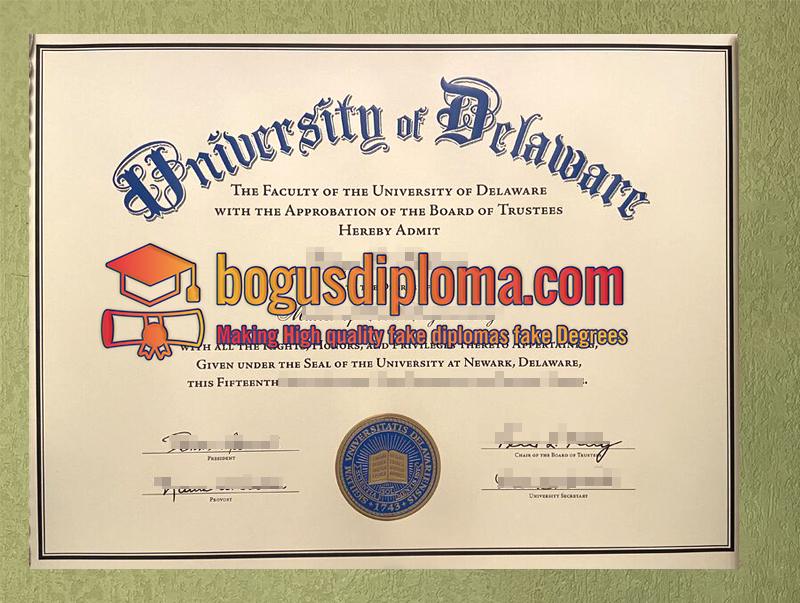 University of Delaware
The Faculty of the University of Delaware
with the Approbation of the Board of Trustees
Hereby Admit
bogusdiploma.com
Making High quality fake diplomas fake Degrees
with all the Rights, Honors, and Privileges thereto Appertaining,
Given under the Seal of the University at Newark, Delaware,
this Fifteenth
President
Chair of the Board of Trustees
Provost
University Secretary
1743